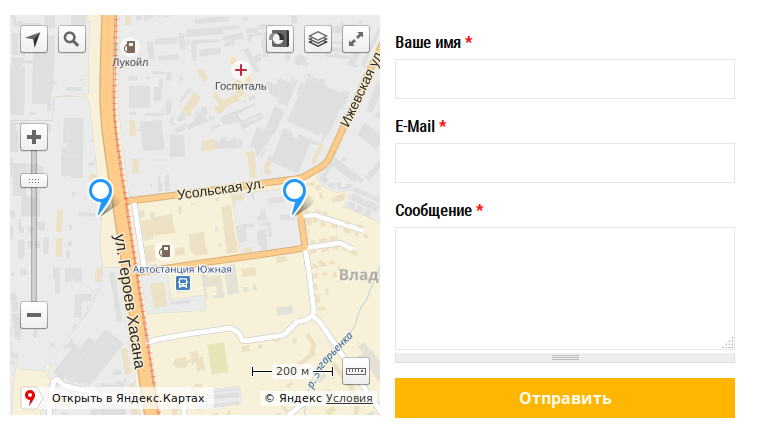 Лукойл
Госпиталь
Ижевская ул.
Усольская ул.
ул. Героев Хасана
Автостанция Южная
Влад
р. Егарьенка
200 м
Открыть в Яндекс.Картах
© Яндекс Условия
Ваше имя *
E-Mail *
Сообщение *
Отправить